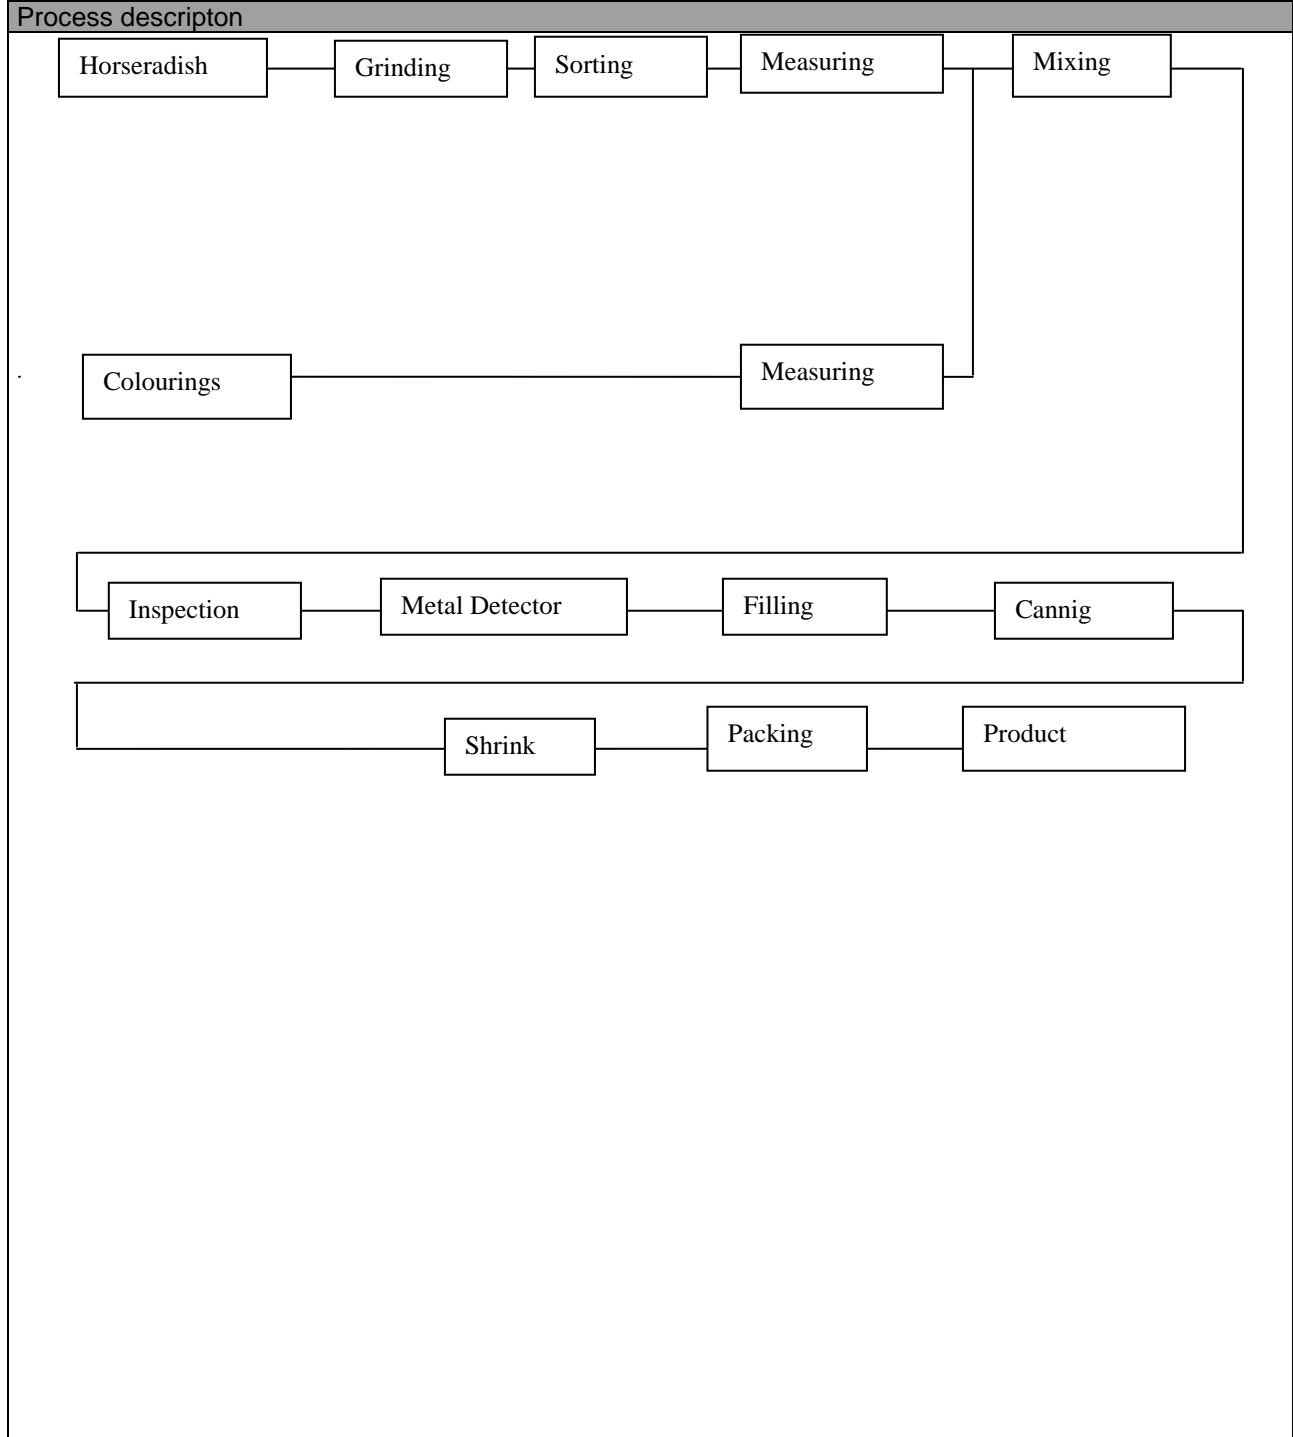 Process descripton
Horseradish
Grinding
Sorting
Measuring
Mixing
.
Colourings
Measuring
Inspection
Metal Detector
Filling
Cannig
Shrink
Packing
Product